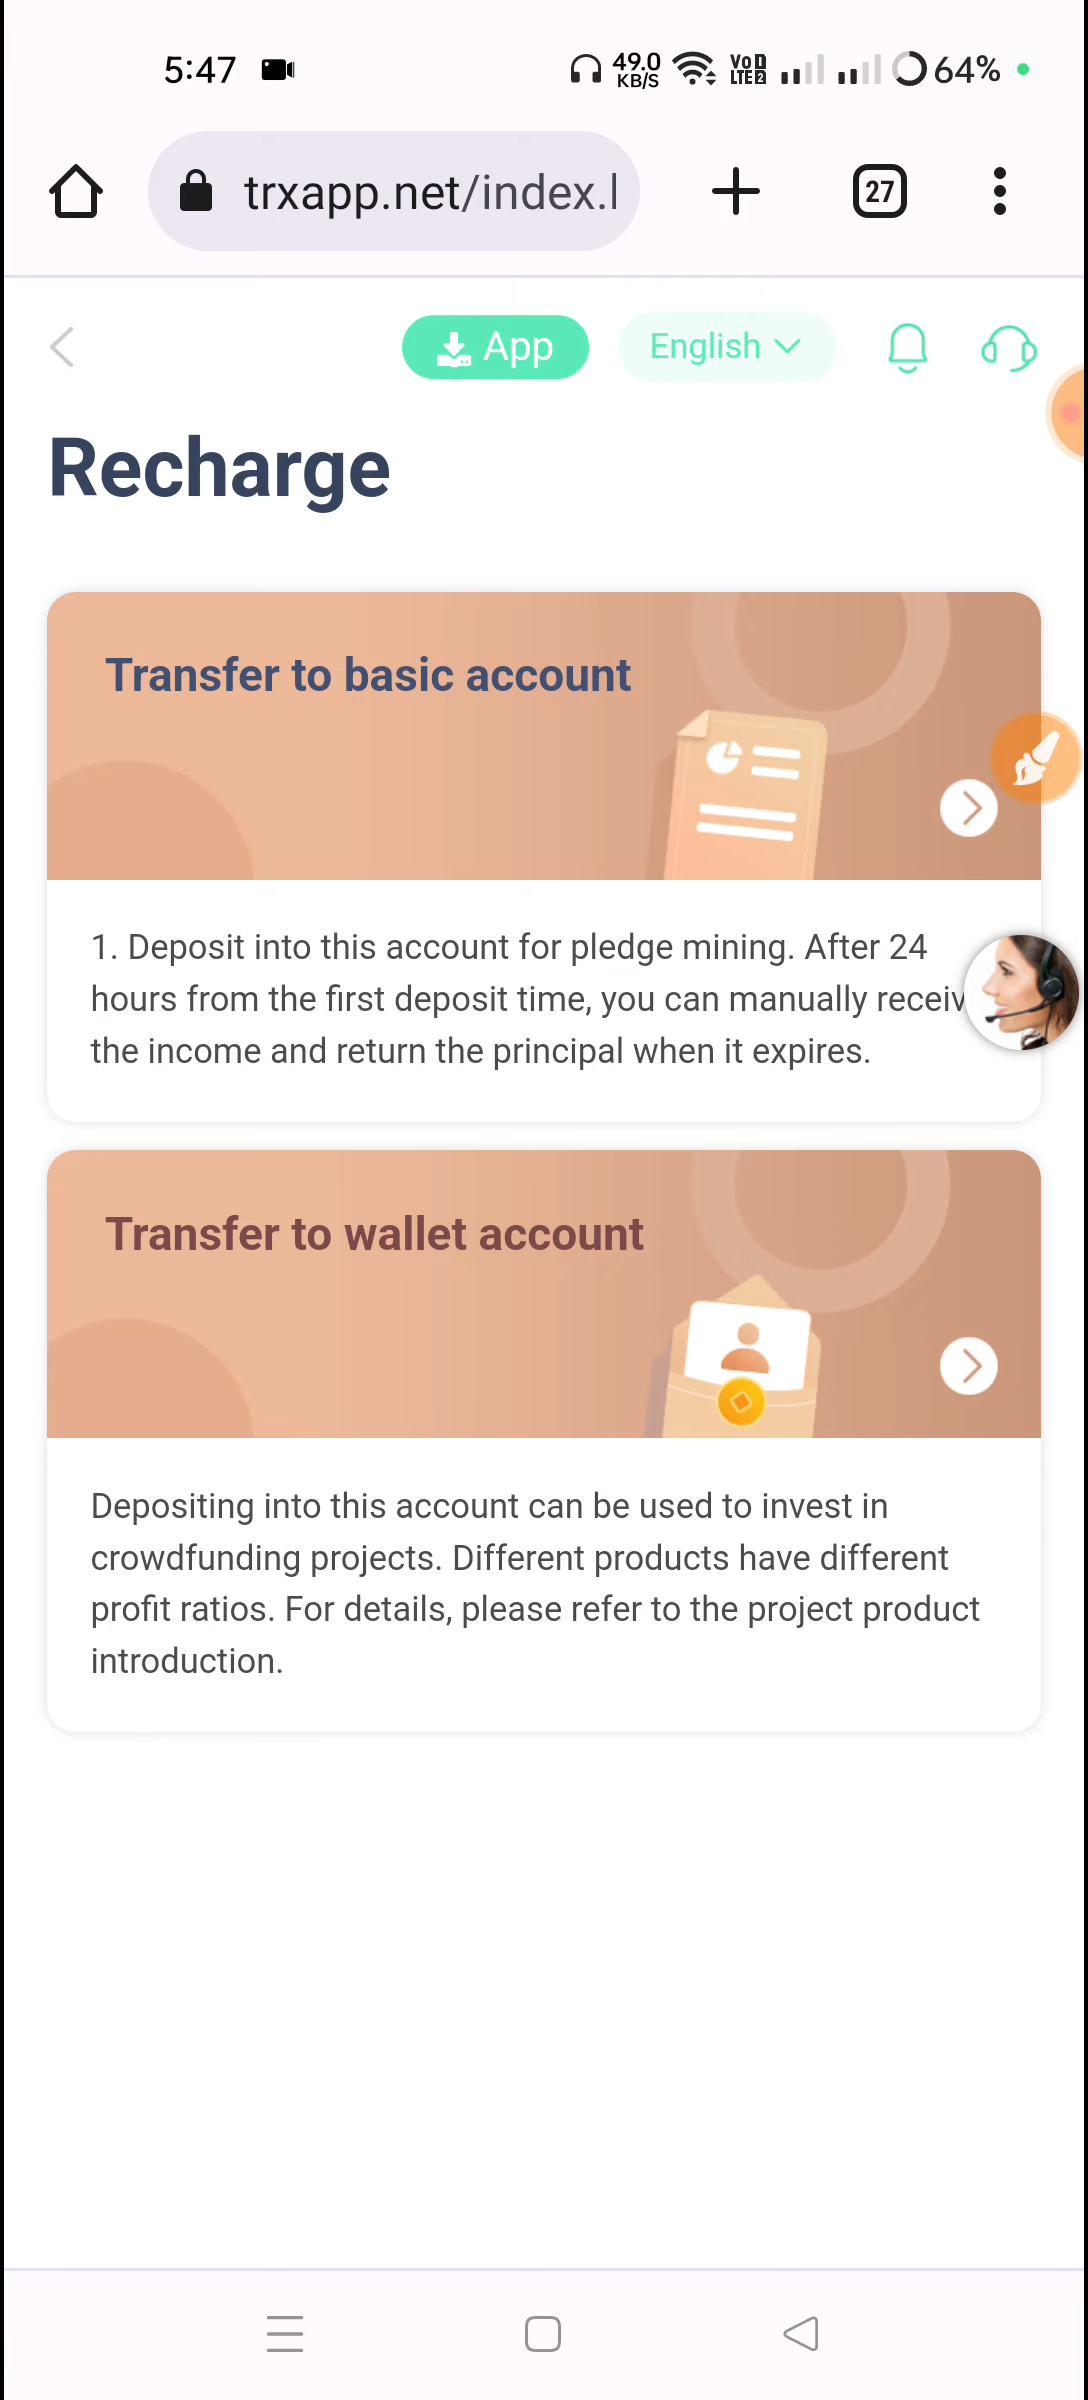 5:47
49.0
KB/S
Vo 1
LTE 2
64%
trxapp.net/index.
27
App
English
Recharge
Transfer to basic account
1. Deposit into this account for pledge mining. After 24
hours from the first deposit time, you can manually receiv
the income and return the principal when it expires.
Transfer to wallet account
Depositing into this account can be used to invest in
crowdfunding projects. Different products have different
profit ratios. For details, please refer to the project product
introduction.